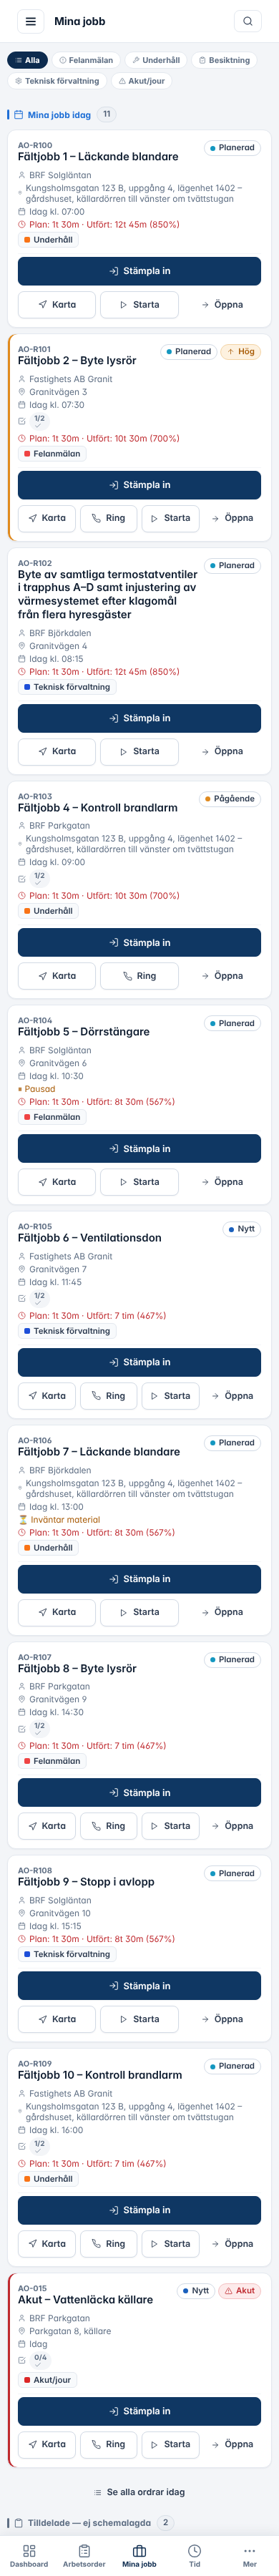 Mina jobb
Alla Felanmälan Underhåll Besiktning
Teknisk förvaltning Akut/jour
Mina jobb idag 11
AO-R100
Planerad
Fältjobb 1 – Läckande blandare
BRF Solgläntan
Kungsholmsgatan 123 B, uppgång 4, lägenhet 1402 –
gårdshuset, källardörren till vänster om tvättstugan
Idag kl. 07:00
Plan: 1t 30m · Utfört: 12t 45m (850%)
Underhåll
Stämpla in
Karta Starta Öppna
AO-R101
Planerad Hög
Fältjobb 2 – Byte lysrör
Fastighets AB Granit
Granitvägen 3
Idag kl. 07:30
1/2
Plan: 1t 30m · Utfört: 10t 30m (700%)
Felanmälan
Stämpla in
Karta Ring Starta Öppna
AO-R102
Planerad
Byte av samtliga termostatventiler
i trapphus A–D samt injustering av
värmesystemet efter klagomål
från flera hyresgäster
BRF Björkdalen
Granitvägen 4
Idag kl. 08:15
Plan: 1t 30m · Utfört: 12t 45m (850%)
Teknisk förvaltning
Stämpla in
Karta Starta Öppna
AO-R103
Pågående
Fältjobb 4 – Kontroll brandlarm
BRF Parkgatan
Kungsholmsgatan 123 B, uppgång 4, lägenhet 1402 –
gårdshuset, källardörren till vänster om tvättstugan
Idag kl. 09:00
1/2
Plan: 1t 30m · Utfört: 10t 30m (700%)
Underhåll
Stämpla in
Karta Ring Öppna
AO-R104
Planerad
Fältjobb 5 – Dörrstängare
BRF Solgläntan
Granitvägen 6
Idag kl. 10:30
Pausad
Plan: 1t 30m · Utfört: 8t 30m (567%)
Felanmälan
Stämpla in
Karta Starta Öppna
AO-R105
Nytt
Fältjobb 6 – Ventilationsdon
Fastighets AB Granit
Granitvägen 7
Idag kl. 11:45
1/2
Plan: 1t 30m · Utfört: 7 tim (467%)
Teknisk förvaltning
Stämpla in
Karta Ring Starta Öppna
AO-R106
Planerad
Fältjobb 7 – Läckande blandare
BRF Björkdalen
Kungsholmsgatan 123 B, uppgång 4, lägenhet 1402 –
gårdshuset, källardörren till vänster om tvättstugan
Idag kl. 13:00
Inväntar material
Plan: 1t 30m · Utfört: 8t 30m (567%)
Underhåll
Stämpla in
Karta Starta Öppna
AO-R107
Planerad
Fältjobb 8 – Byte lysrör
BRF Parkgatan
Granitvägen 9
Idag kl. 14:30
1/2
Plan: 1t 30m · Utfört: 7 tim (467%)
Felanmälan
Stämpla in
Karta Ring Starta Öppna
AO-R108
Planerad
Fältjobb 9 – Stopp i avlopp
BRF Solgläntan
Granitvägen 10
Idag kl. 15:15
Plan: 1t 30m · Utfört: 8t 30m (567%)
Teknisk förvaltning
Stämpla in
Karta Starta Öppna
AO-R109
Planerad
Fältjobb 10 – Kontroll brandlarm
Fastighets AB Granit
Kungsholmsgatan 123 B, uppgång 4, lägenhet 1402 –
gårdshuset, källardörren till vänster om tvättstugan
Idag kl. 16:00
1/2
Plan: 1t 30m · Utfört: 7 tim (467%)
Underhåll
Stämpla in
Karta Ring Starta Öppna
AO-015
Nytt Akut
Akut – Vattenläcka källare
BRF Parkgatan
Parkgatan 8, källare
Idag
0/4
Akut/jour
Stämpla in
Karta Ring Starta Öppna
Se alla ordrar idag
Tilldelade — ej schemalagda 2
Dashboard Arbetsorder Mina jobb Tid Mer